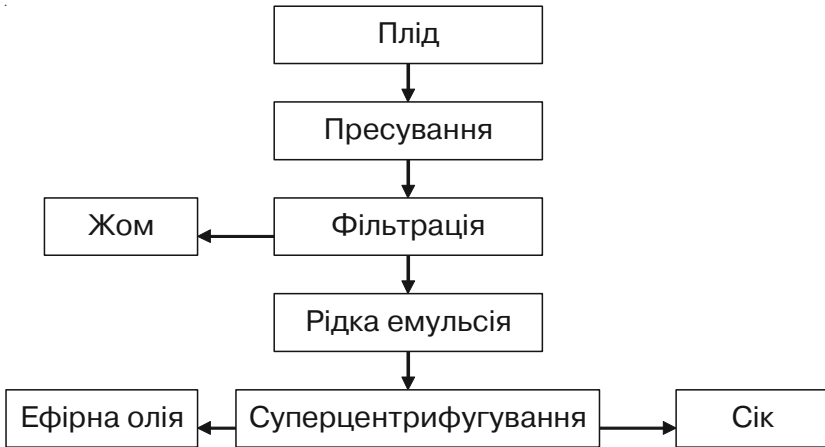 Плід
Пресування
Жом
Фільтрація
Рідка емульсія
Ефірна олія
Суперцентрифугування
Сік